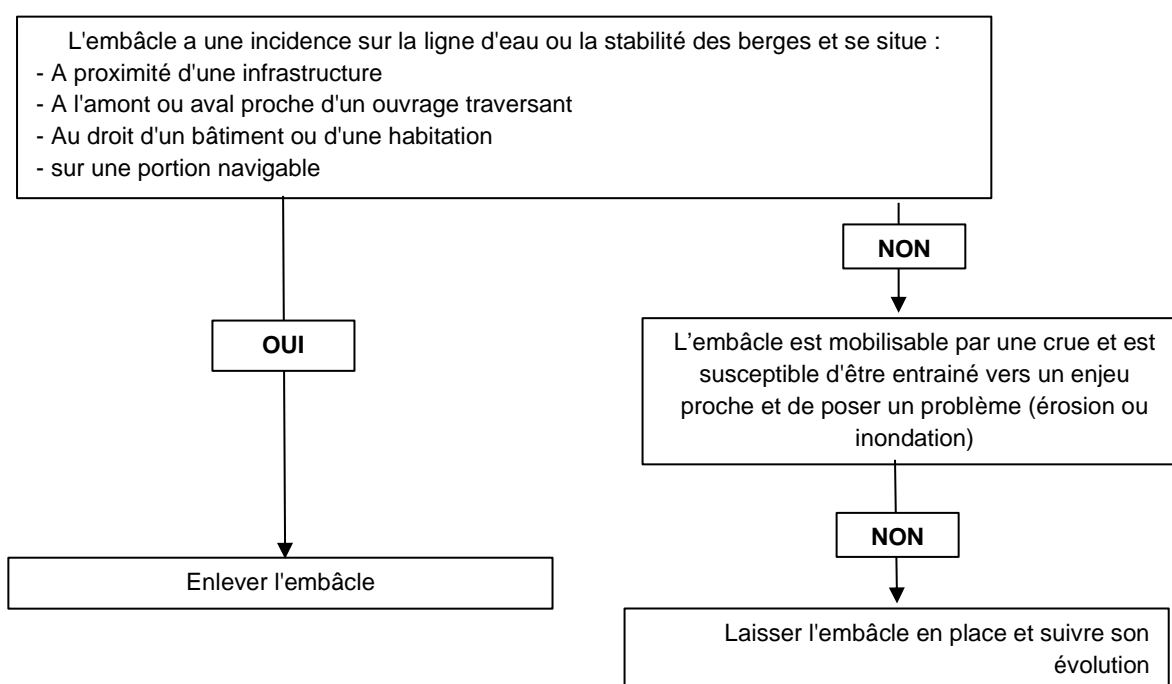 L'embâcle a une incidence sur la ligne d'eau ou la stabilité des berges et se situe :
- A proximité d'une infrastructure
- A l'amont ou aval proche d'un ouvrage traversant
- Au droit d'un bâtiment ou d'une habitation
- sur une portion navigable
NON
OUI
L’embâcle est mobilisable par une crue et est
susceptible d'être entrainé vers un enjeu
proche et de poser un problème (érosion ou
inondation)
NON
Enlever l'embâcle
Laisser l'embâcle en place et suivre son
évolution